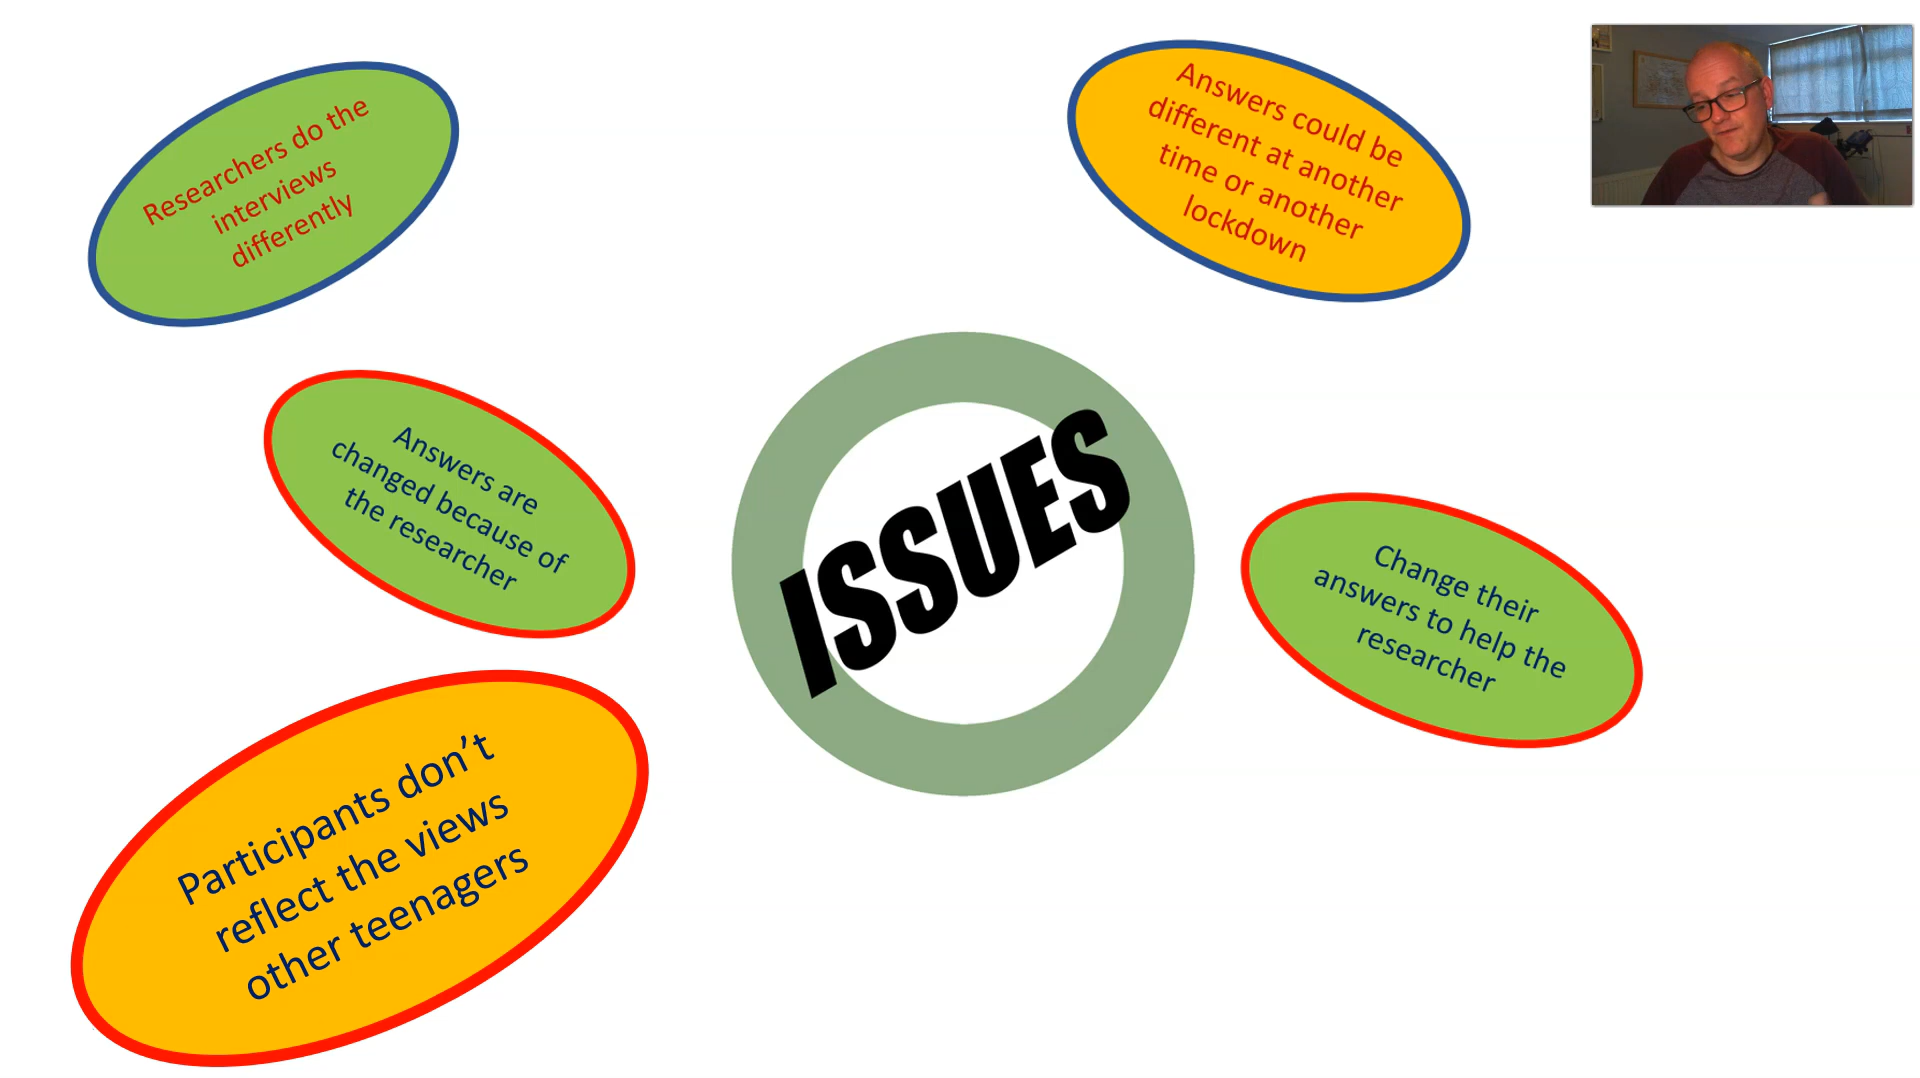 Researchers do the
interviews
differently
Answers could be
different at another
time or another
lockdown
Answers are
changed because of
the researcher
ISSUES
Change their
answers to help the
researcher
Participants don’t
reflect the views
other teenagers